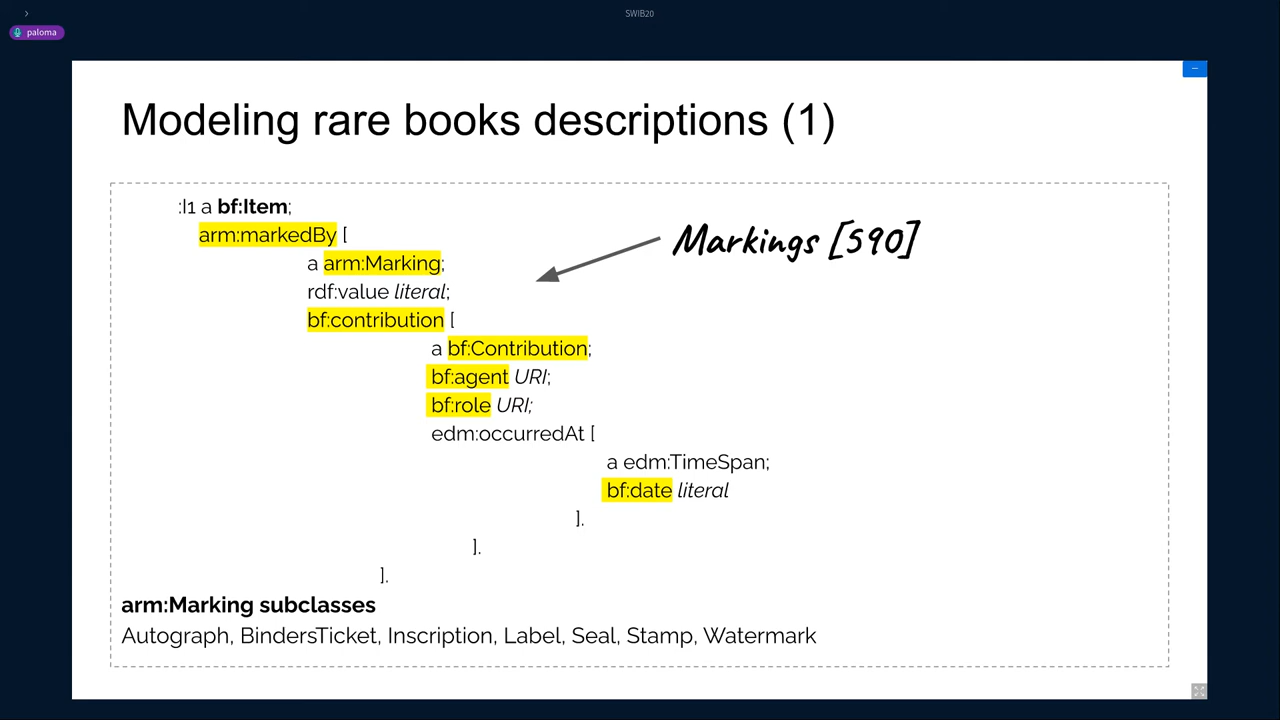 SWIB20
paloma
Modeling rare books descriptions (1)
:I1 a bf:Item;
arm:markedBy [
a arm:Marking;
rdf:value literal;
bf:contribution [
a bf:Contribution;
bf:agent URI;
bf:role URI;
edm:occurredAt [
a edm:TimeSpan;
bf:date literal
].
].
].
Markings [590]
arm:Marking subclasses
Autograph, BindersTicket, Inscription, Label, Seal, Stamp, Watermark